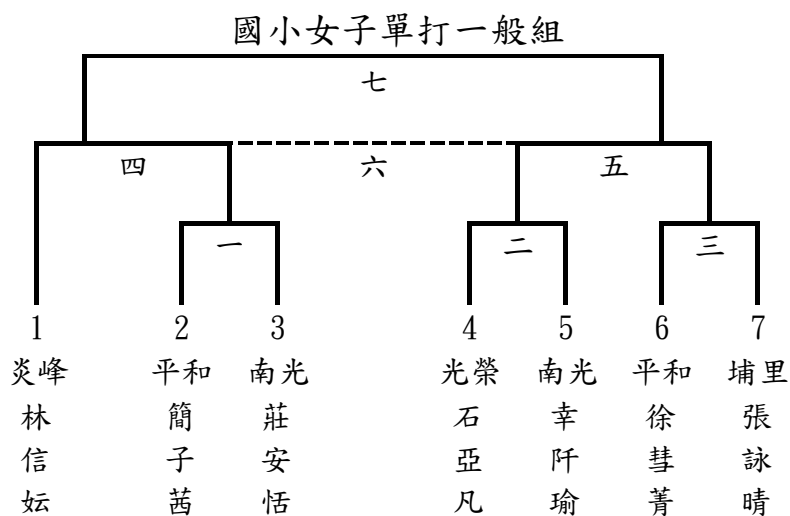 國小女子單打一般組
七
四 六 五
一 二 三
1 2 3 4 5 6 7
炎峰 平和 南光 光榮 南光 平和 埔里
林 簡 莊 石 幸 徐 張
信 子 安 亞 阡 彗 詠
妘 茜 恬 凡 瑜 菁 晴